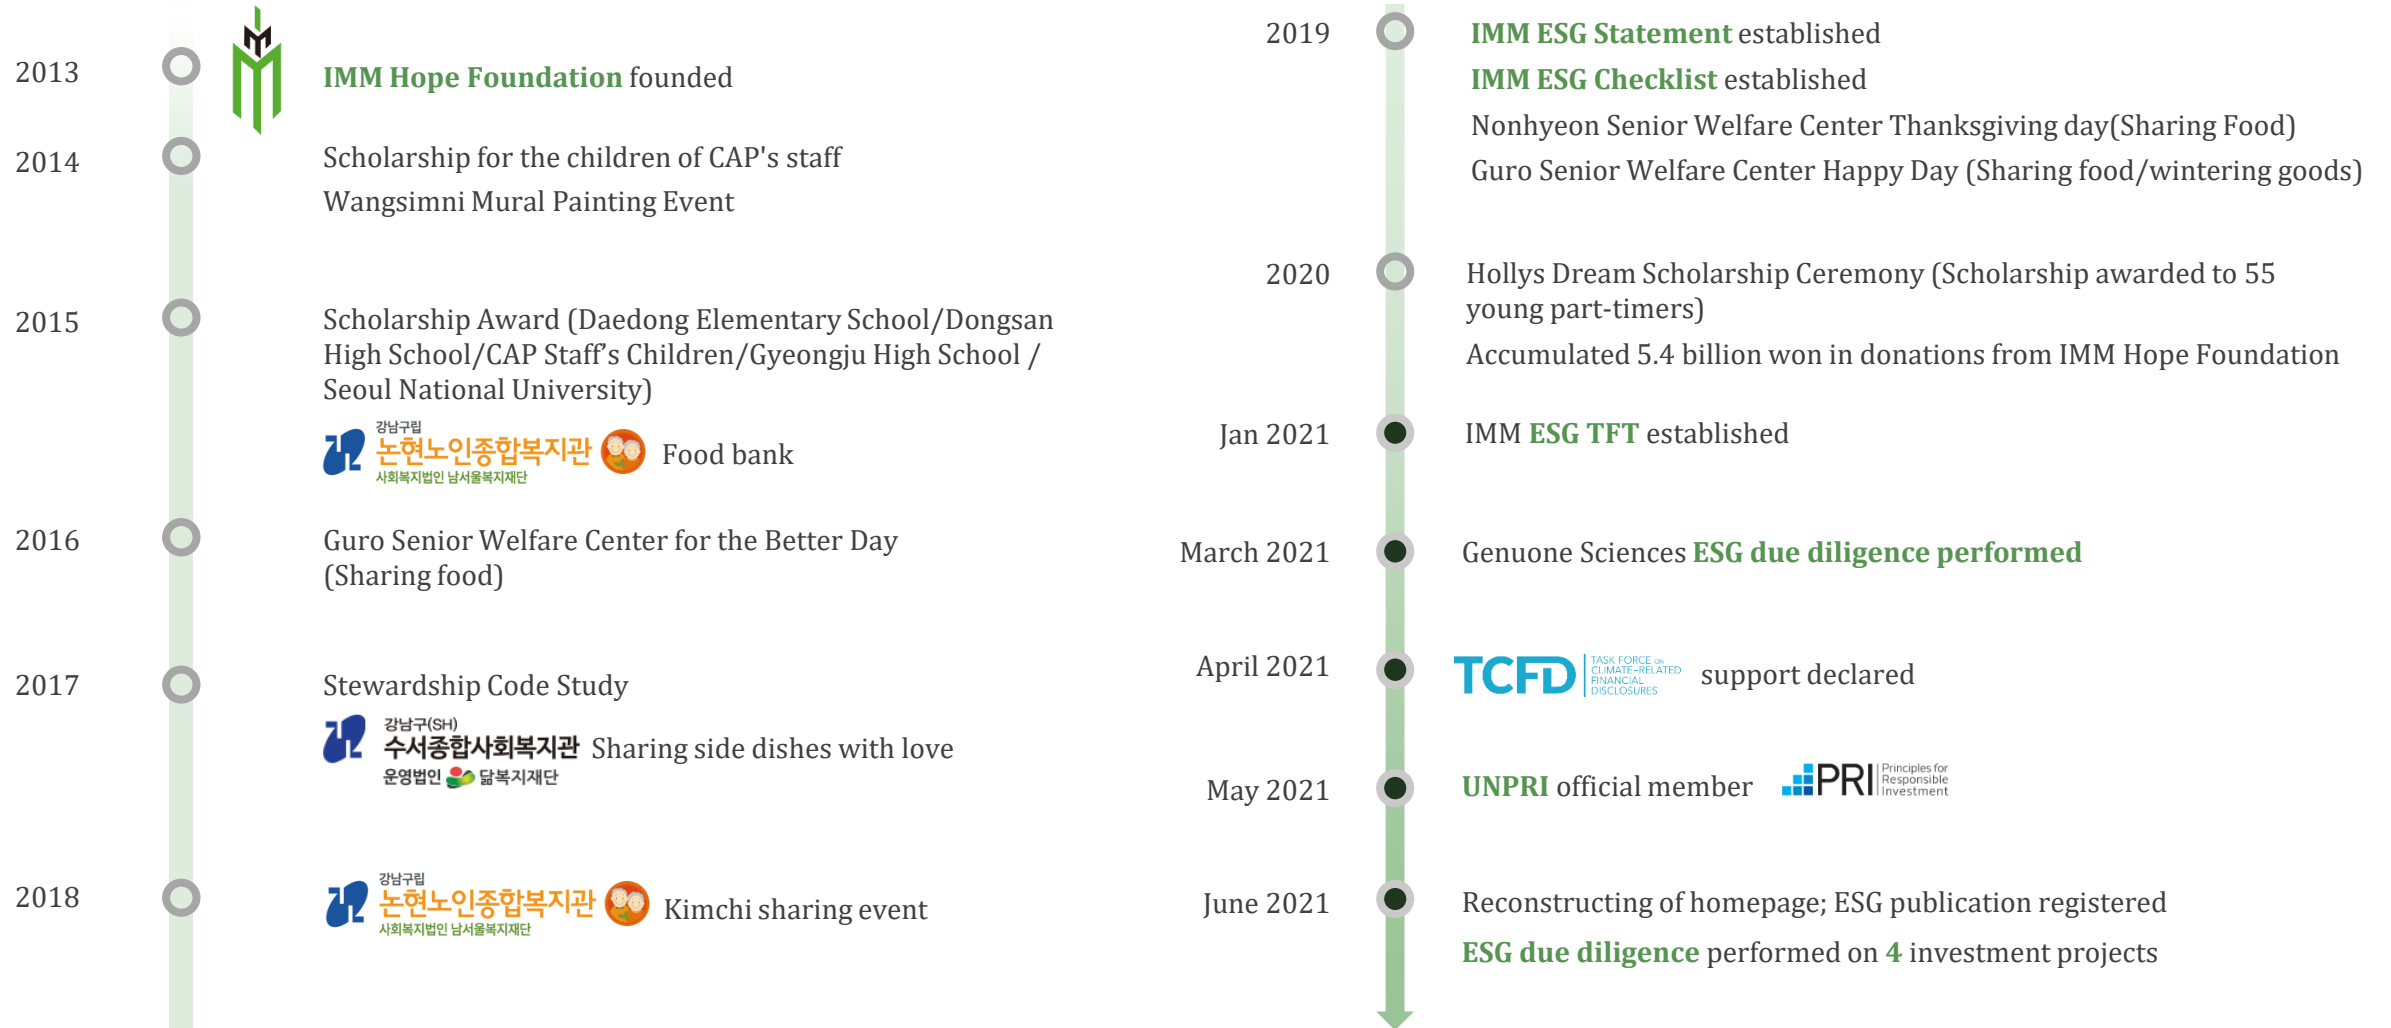 2013
IMM Hope Foundation founded
2014
Scholarship for the children of CAP's staff
Wangsimni Mural Painting Event
2015
Scholarship Award (Daedong Elementary School/Dongsan
High School/CAP Staff's Children/Gyeongju High School /
Seoul National University)
강남구립
논현노인종합복지관 Food bank
사회복지법인 남서울복지재단
2016
Guro Senior Welfare Center for the Better Day
(Sharing food)
2017
Stewardship Code Study
강남구(SH)
수서종합사회복지관 Sharing side dishes with love
운영법인 닮복지재단
2018
강남구립
논현노인종합복지관 Kimchi sharing event
사회복지법인 남서울복지재단
2019
IMM ESG Statement established
IMM ESG Checklist established
Nonhyeon Senior Welfare Center Thanksgiving day(Sharing Food)
Guro Senior Welfare Center Happy Day (Sharing food/wintering goods)
2020
Hollys Dream Scholarship Ceremony (Scholarship awarded to 55
young part-timers)
Accumulated 5.4 billion won in donations from IMM Hope Foundation
Jan 2021
IMM ESG TFT established
March 2021
Genuone Sciences ESG due diligence performed
April 2021
TCFD
TASK FORCE ON
CLIMATE-RELATED
FINANCIAL
DISCLOSURES
support declared
May 2021
UNPRI official member
PRI
Principles for
Responsible
Investment
June 2021
Reconstructing of homepage; ESG publication registered
ESG due diligence performed on 4 investment projects